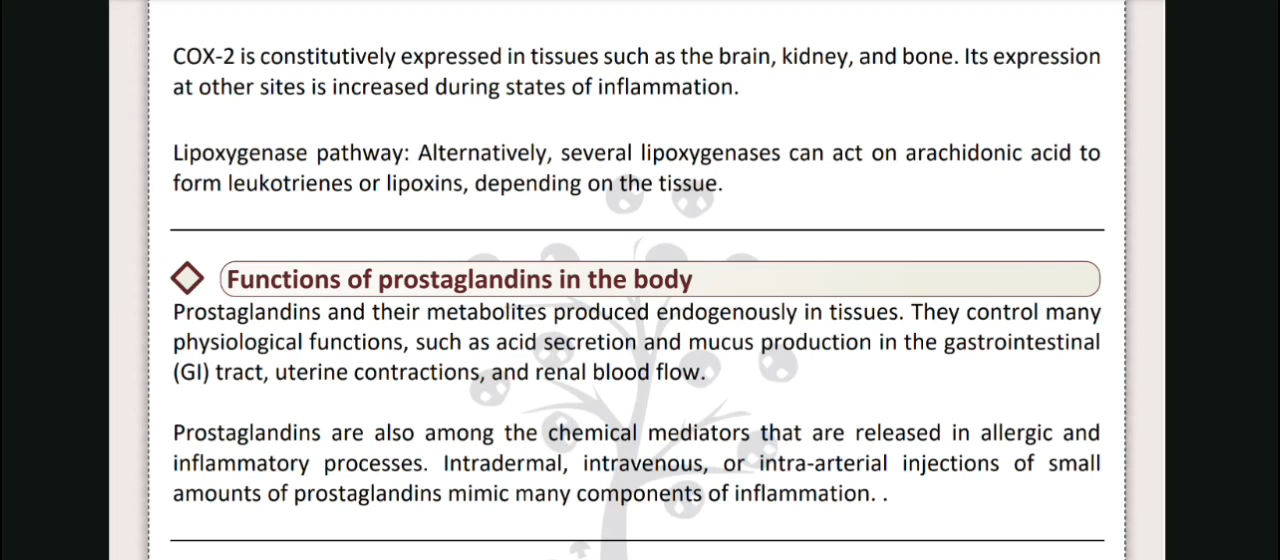 COX-2 is constitutively expressed in tissues such as the brain, kidney, and bone. Its expression
at other sites is increased during states of inflammation.
Lipoxygenase pathway: Alternatively, several lipoxygenases can act on arachidonic acid to
form leukotrienes or lipoxins, depending on the tissue.
Functions of prostaglandins in the body
Prostaglandins and their metabolites produced endogenously in tissues. They control many
physiological functions, such as acid secretion and mucus production in the gastrointestinal
(GI) tract, uterine contractions, and renal blood flow.
Prostaglandins are also among the chemical mediators that are released in allergic and
inflammatory processes. Intradermal, intravenous, or intra-arterial injections of small
amounts of prostaglandins mimic many components of inflammation. .